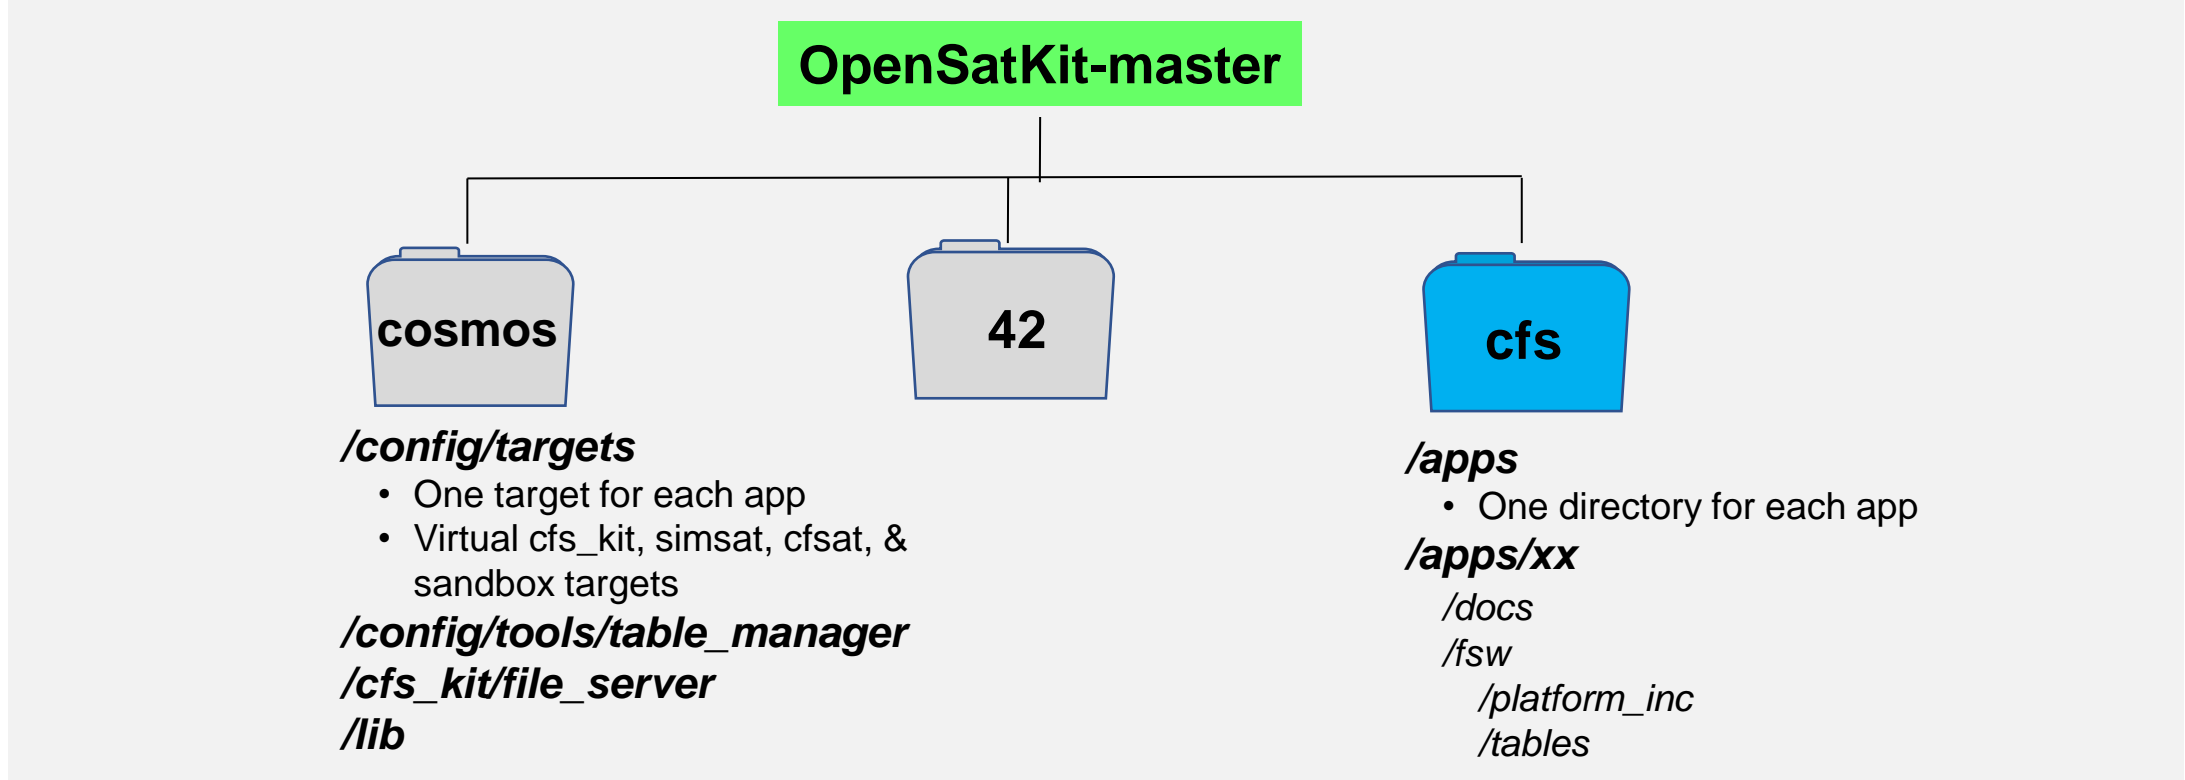 OpenSatKit-master
cosmos
42
cfs
/config/targets
• One target for each app
• Virtual cfs_kit, simsat, cfsat, &
sandbox targets
/config/tools/table_manager
/cfs_kit/file_server
/lib
/apps
• One directory for each app
/apps/xx
/docs
/fsw
/platform_inc
/tables